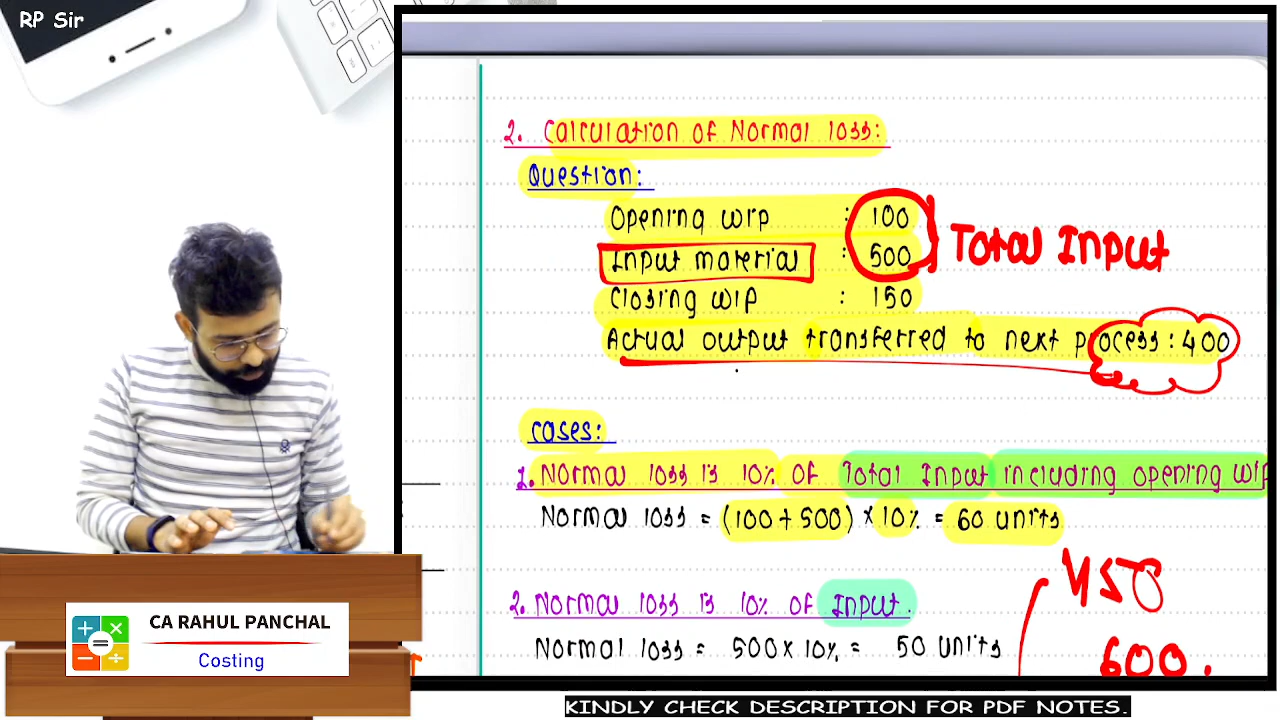 RP Sir
2. Calculation of Normal loss:
Question:
Opening WIP : 100
Input material : 500
Total Input
Closing WIP : 150
Actual output transferred to next process : 400
Cases:
1. Normal loss is 10% of Total Input including opening WIP
Normal loss = (100 + 500) × 10% = 60 units
450
2. Normal loss is 10% of Input.
Normal loss = 500 × 10% = 50 units
600.
CA RAHUL PANCHAL
Costing
KINDLY CHECK DESCRIPTION FOR PDF NOTES.